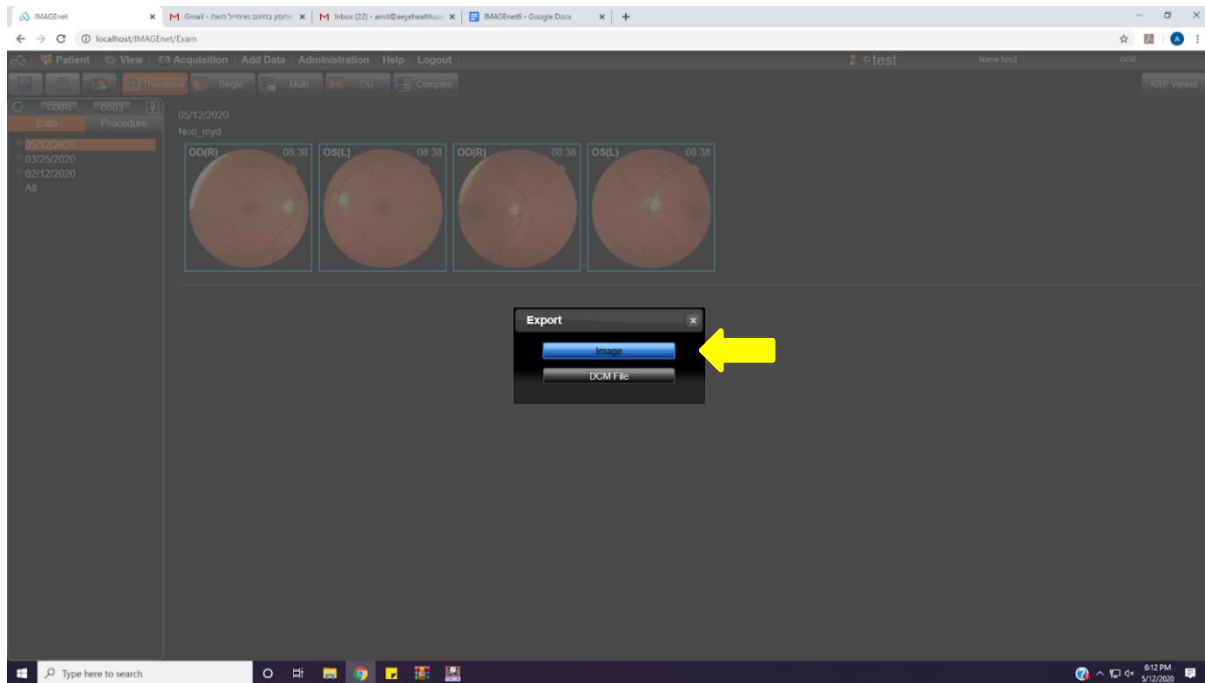 IMAGEnet
Inbox (22) - amit@aeyehealth.co
IMAGEnet6 - Google Docs
localhost/IMAGEnet/Exam
Patient View Acquisition Add Data Administration Help Logout
test
Name test
DOB
Single Multi OU Compare
KRP Viewer
OD(R) OS(L)
Date Procedure
05/12/2020
03/25/2020
02/12/2020
All
05/12/2020
Non_myd
OD(R) 08:38 OS(L) 08:38 OD(R) 08:38 OS(L) 08:38
Export
Image
DCM File
Type here to search
6:12 PM
5/12/2020